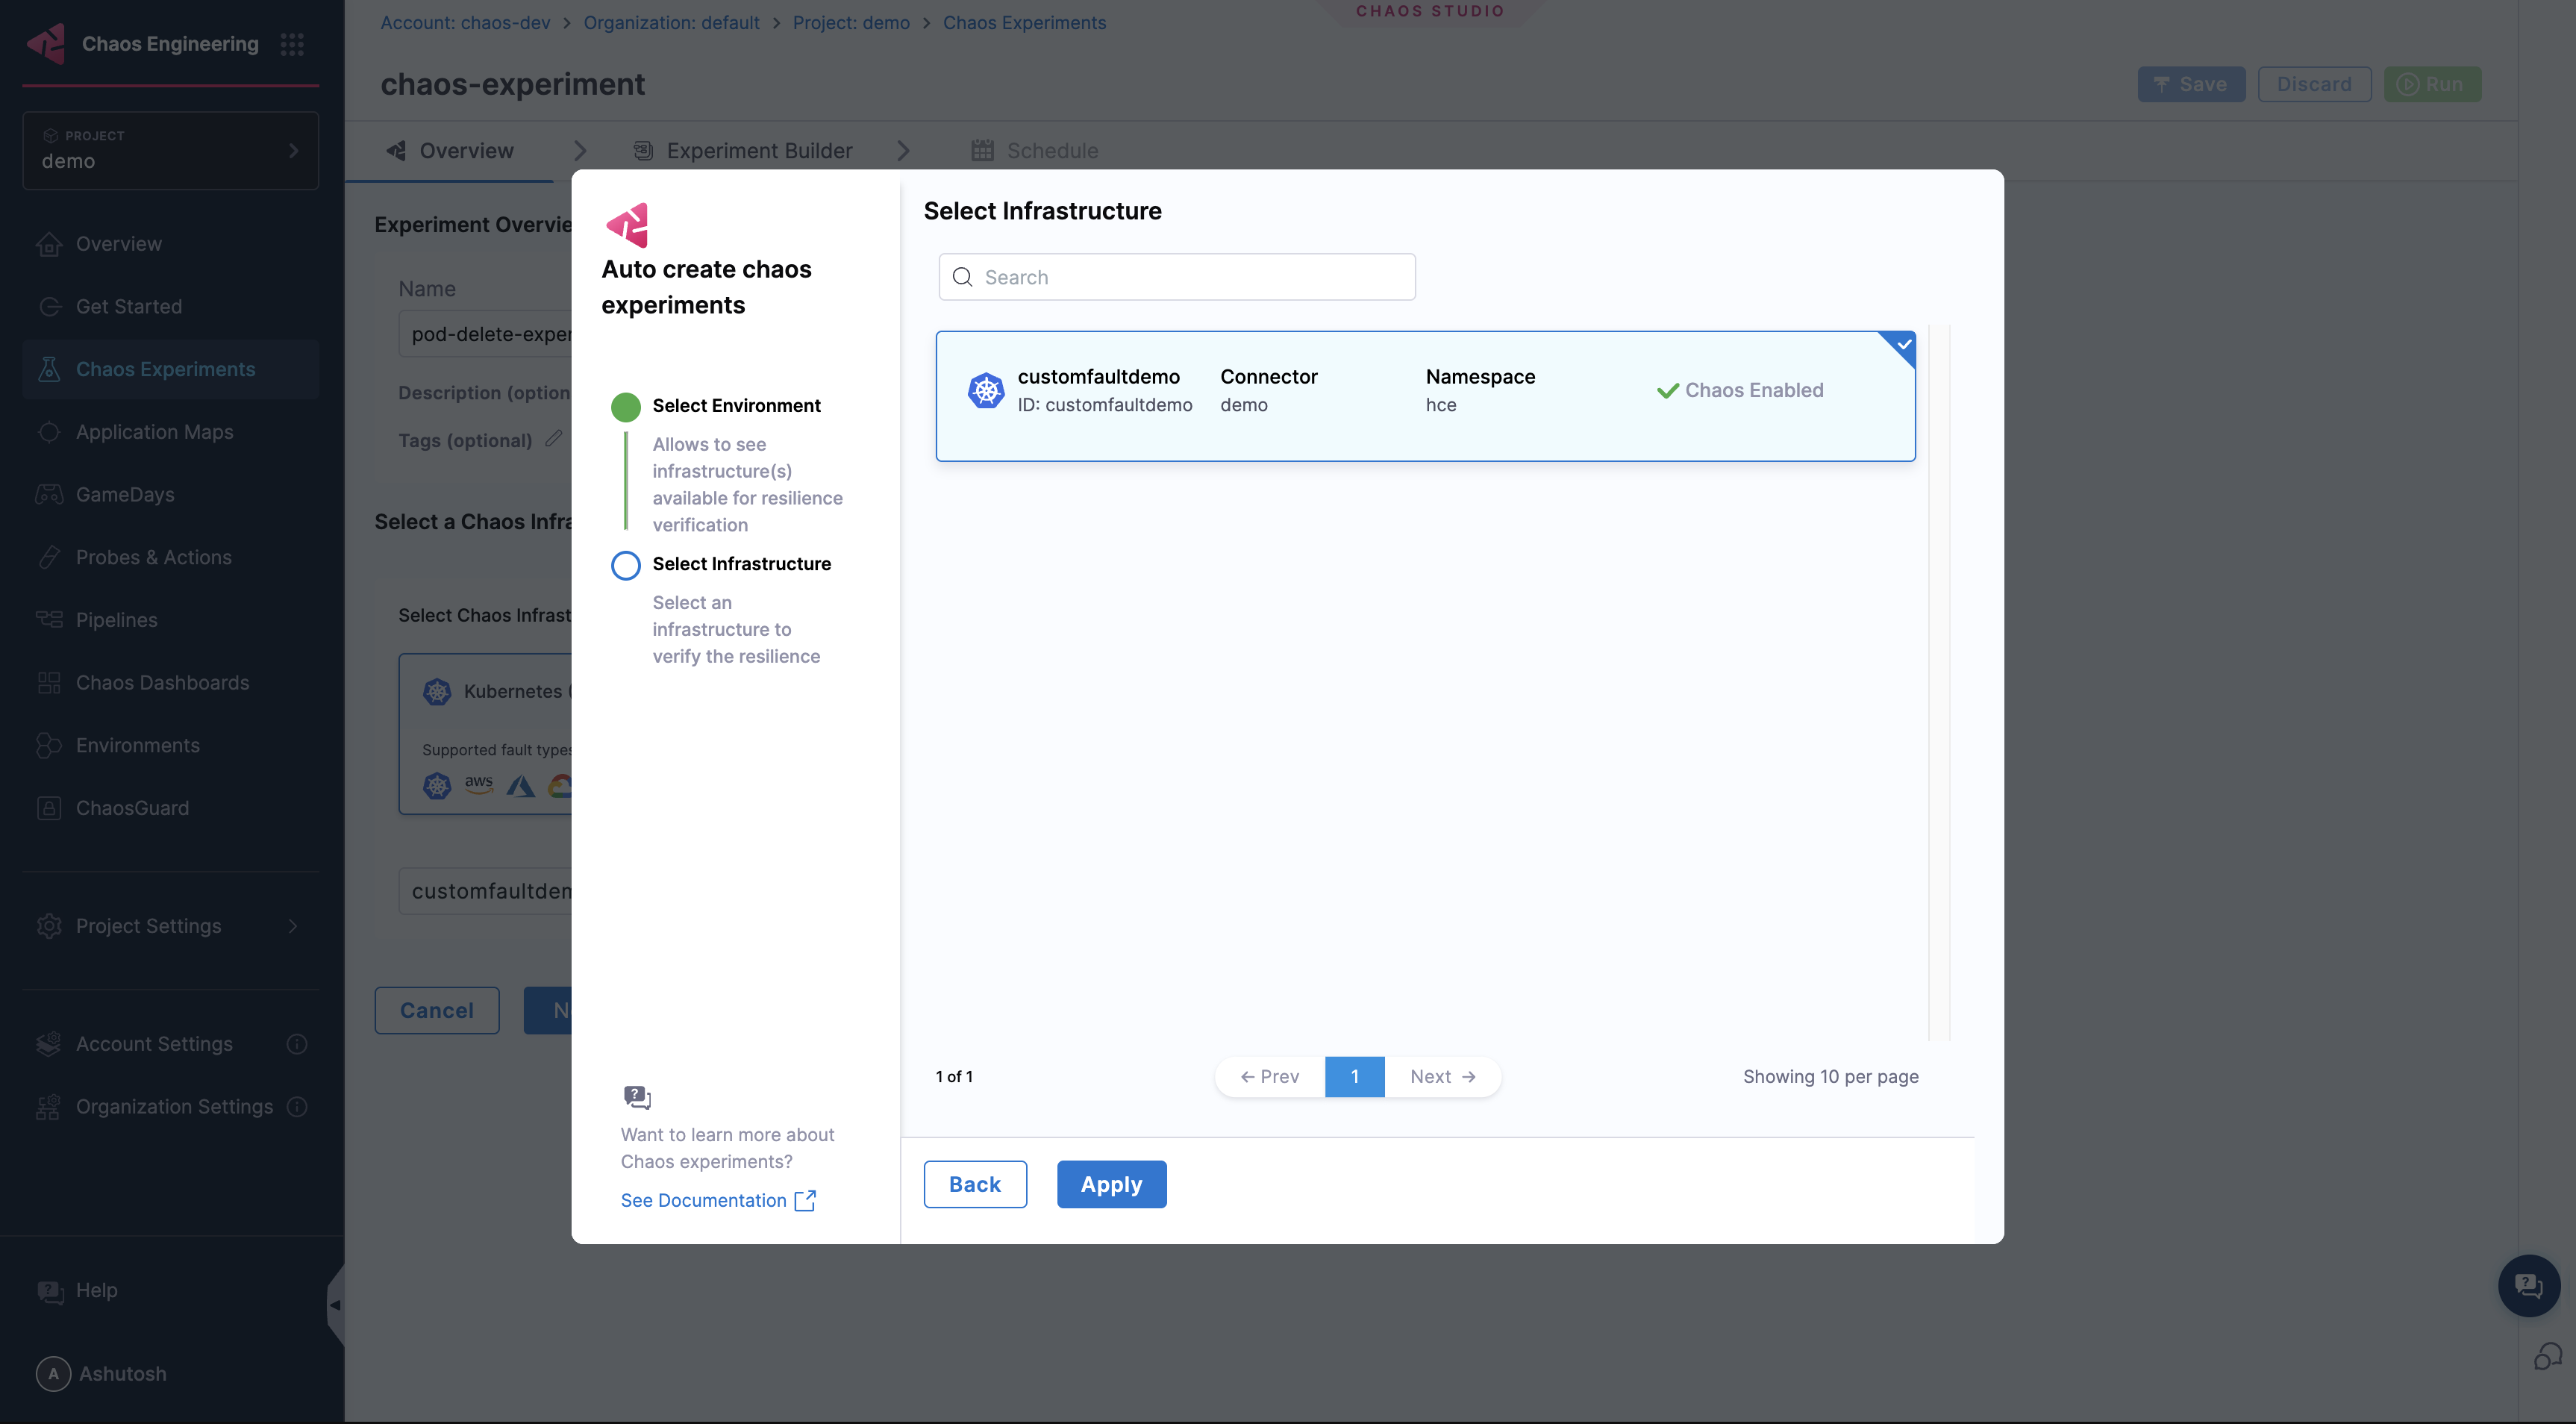 Chaos Engineering
PROJECT
demo
Overview
Get Started
Chaos Experiments
Application Maps
GameDays
Probes & Actions
Pipelines
Chaos Dashboards
Environments
ChaosGuard
Project Settings
Account Settings
Organization Settings
Help
A Ashutosh
Account: chaos-dev > Organization: default > Project: demo > Chaos Experiments
CHAOS STUDIO
chaos-experiment
Save
Discard
Run
Overview
Experiment Builder
Schedule
Experiment Overvie
Name
pod-delete-exper
Description (option
Tags (optional)
Select a Chaos Infra
Select Chaos Infrast
Kubernetes (
Supported fault types
aws
customfaultdem
Cancel
N
Auto create chaos
experiments
Select Environment
Allows to see
infrastructure(s)
available for resilience
verification
Select Infrastructure
Select an
infrastructure to
verify the resilience
Want to learn more about
Chaos experiments?
See Documentation
Select Infrastructure
Search
customfaultdemo
ID: customfaultdemo
Connector
demo
Namespace
hce
Chaos Enabled
1 of 1
Prev
1
Next
Showing 10 per page
Back
Apply